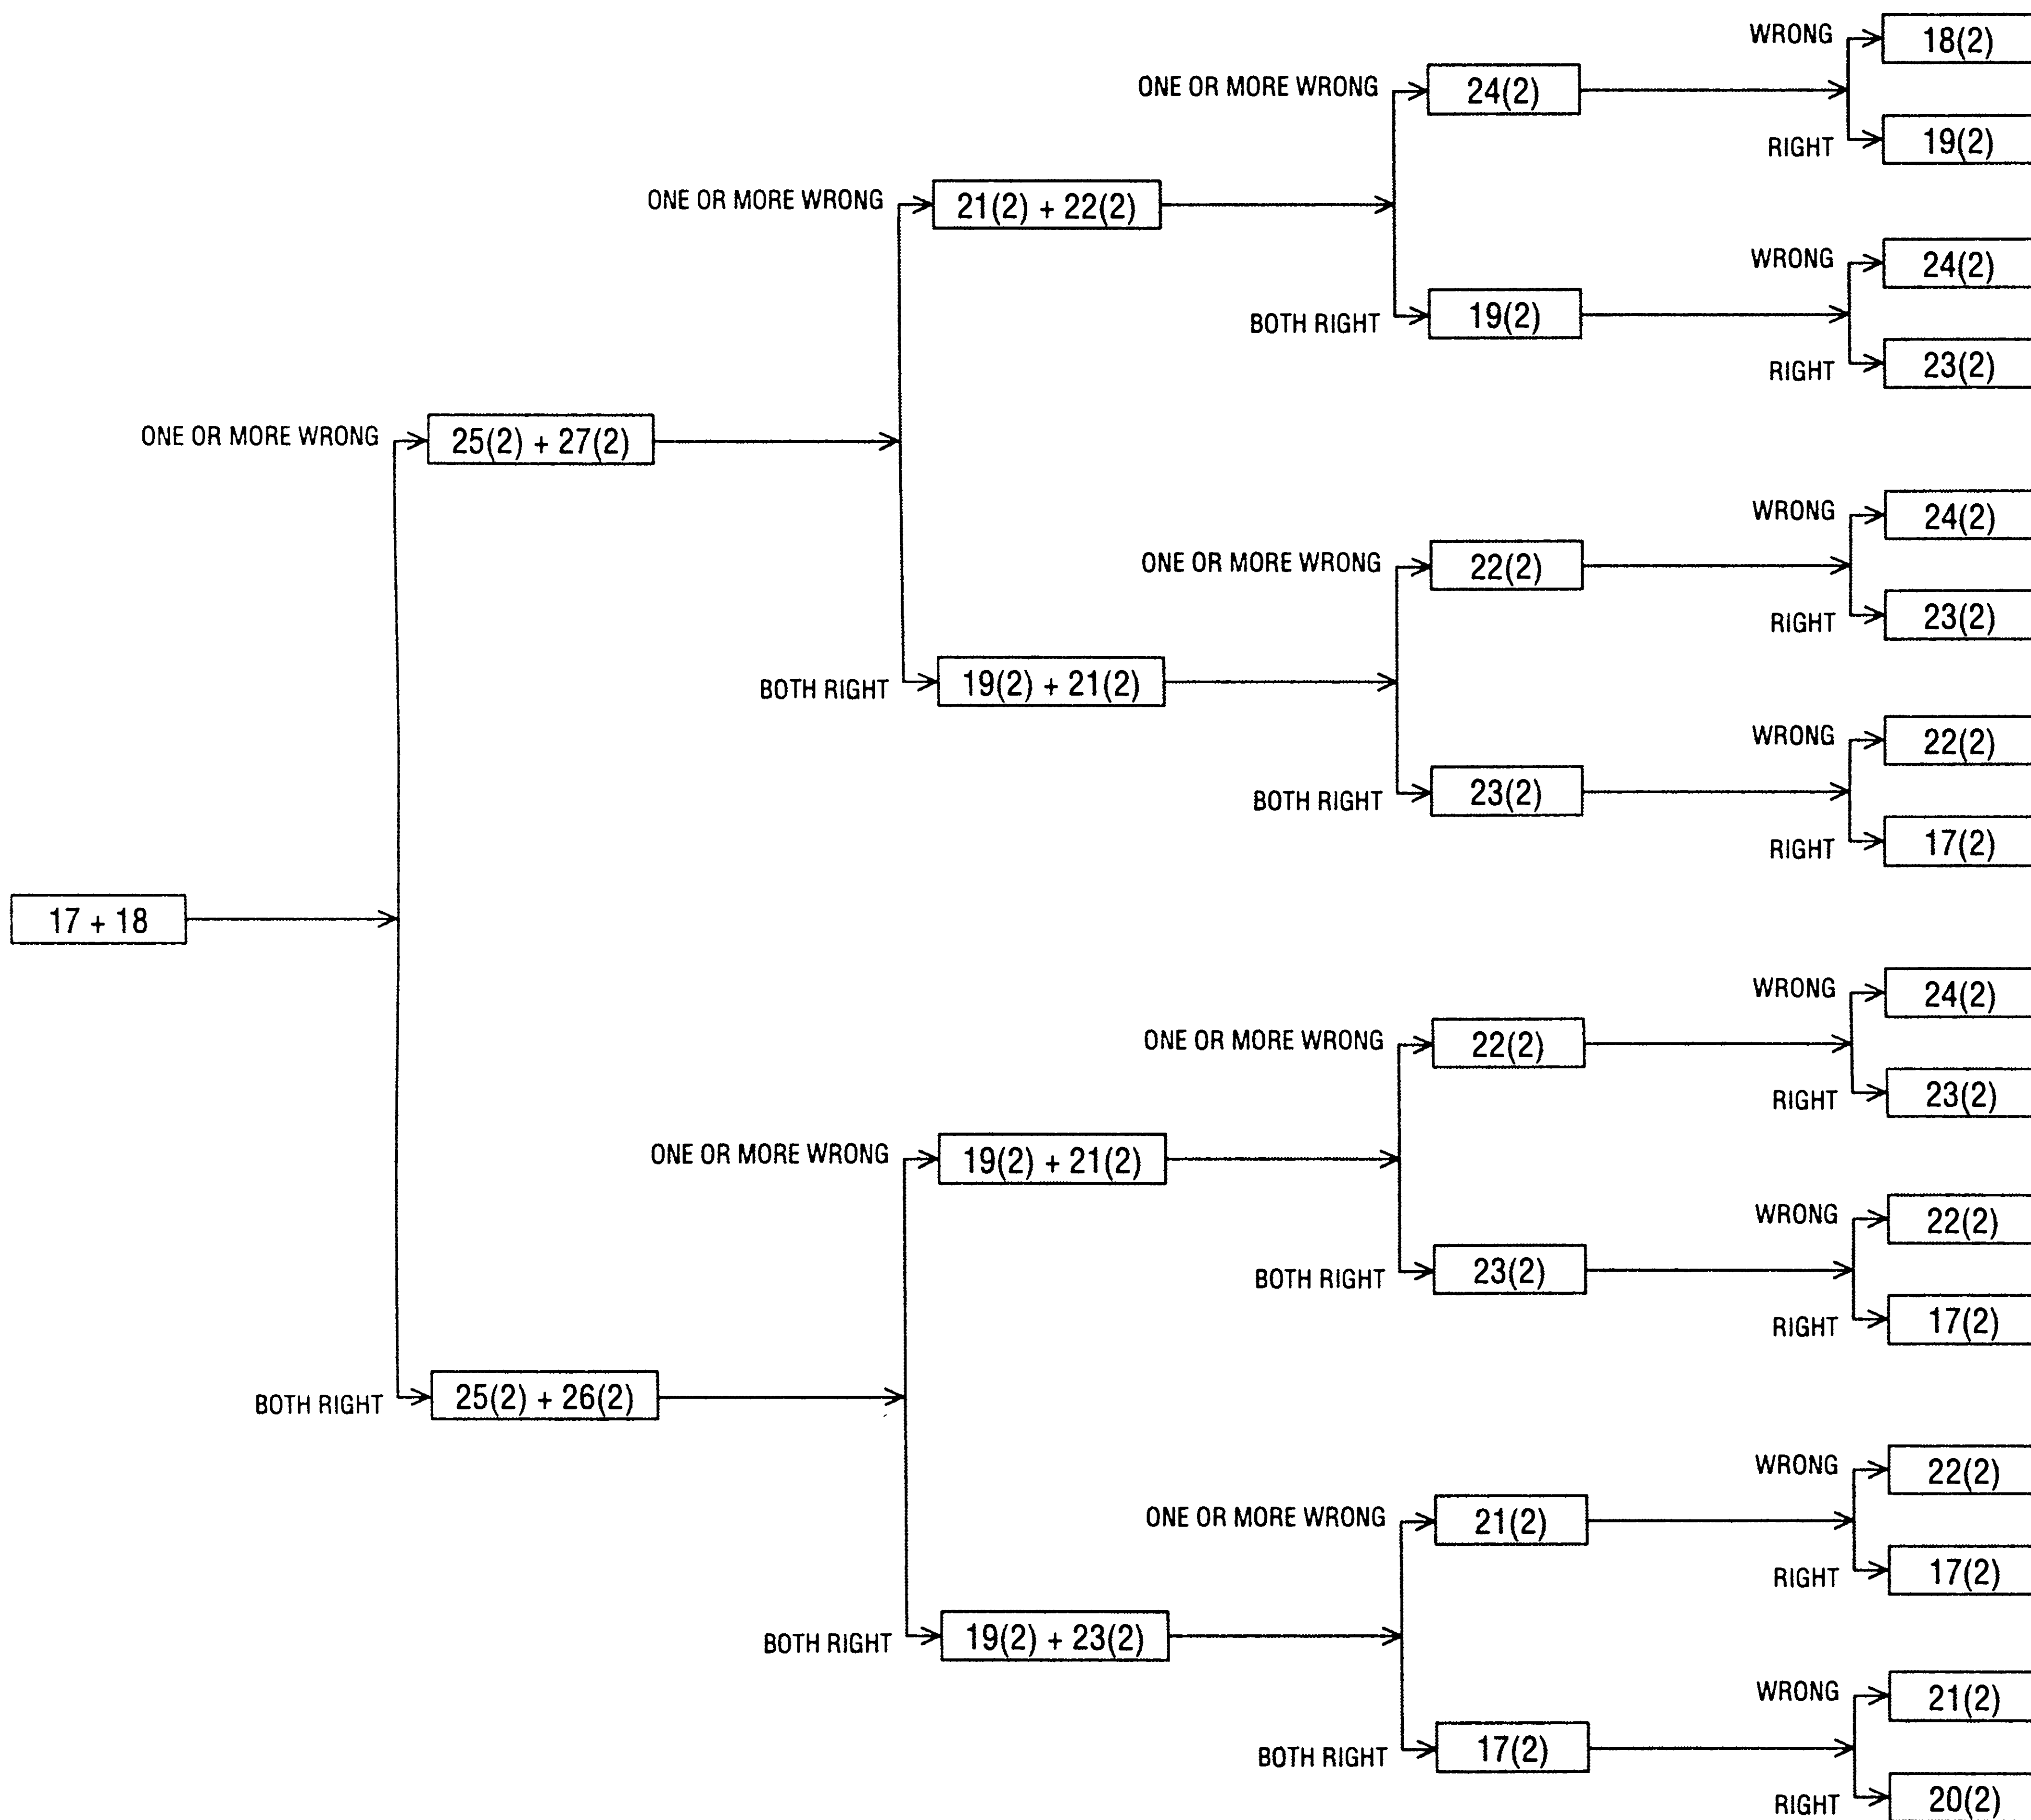 WRONG
18(2)
ONE OR MORE WRONG
24(2)
RIGHT
19(2)
ONE OR MORE WRONG
21(2) + 22(2)
WRONG
24(2)
BOTH RIGHT
19(2)
RIGHT
23(2)
ONE OR MORE WRONG
25(2) + 27(2)
WRONG
24(2)
ONE OR MORE WRONG
22(2)
RIGHT
23(2)
BOTH RIGHT
19(2) + 21(2)
WRONG
22(2)
BOTH RIGHT
23(2)
RIGHT
17(2)
17 + 18
WRONG
24(2)
ONE OR MORE WRONG
22(2)
RIGHT
23(2)
ONE OR MORE WRONG
19(2) + 21(2)
WRONG
22(2)
BOTH RIGHT
23(2)
RIGHT
17(2)
BOTH RIGHT
25(2) + 26(2)
WRONG
22(2)
ONE OR MORE WRONG
21(2)
RIGHT
17(2)
BOTH RIGHT
19(2) + 23(2)
WRONG
21(2)
BOTH RIGHT
17(2)
RIGHT
20(2)